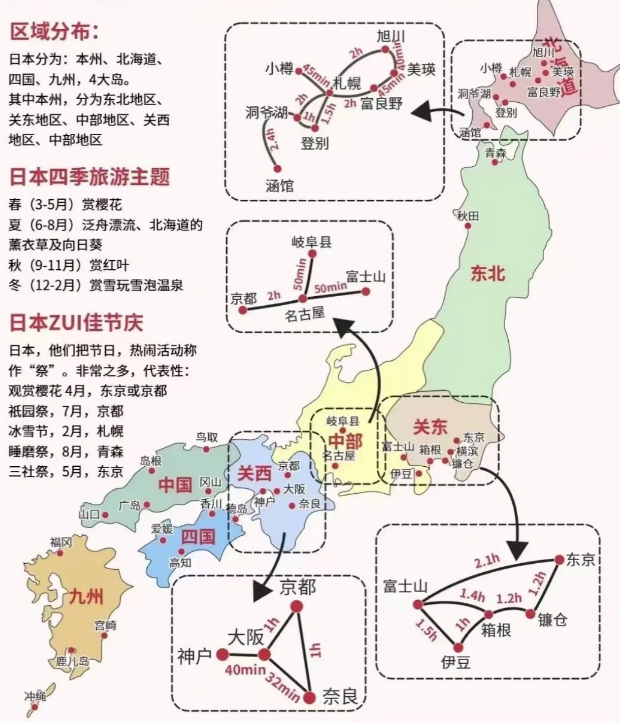 区域分布：
日本分为：本州、北海道、
四国、九州，4大岛。
其中本州，分为东北地区、
关东地区、中部地区、关西
地区、中部地区
日本四季旅游主题
春（3-5月）赏樱花
夏（6-8月）泛舟漂流、北海道的
薰衣草及向日葵
秋（9-11月）赏红叶
冬（12-2月）赏雪玩雪泡温泉
日本ZUI佳节庆
日本，他们把节日，热闹活动称
作“祭”。非常之多，代表性：
观赏樱花 4月，东京或京都
祇园祭，7月，京都
冰雪节，2月，札幌
睡磨祭，8月，青森
三社祭，5月，东京
旭川
2h
40min
小樽
45min
札幌
美瑛
45min
富良野
2h
洞爷湖
2h
1h
1.5h
登别
2.4h
涵馆
北海道
旭川
小樽
札幌
美瑛
富良野
洞爷湖
登别
涵馆
青森
秋田
东北
岐阜县
50min
富士山
京都
2h
50min
名古屋
岐阜县
中部
名古屋
关东
东京
富士山
箱根
横滨
镰仓
伊豆
鸟取
岛根
中国
冈山
广岛
山口
香川
关西
京都
大阪
神户
奈良
德岛
爱媛
四国
高知
福冈
九州
宫崎
鹿儿岛
冲绳
京都
1h
1h
大阪
神户
40min
32min
奈良
2.1h
东京
富士山
1.4h
1.2h
1.2h
镰仓
1.5h
1h
箱根
伊豆